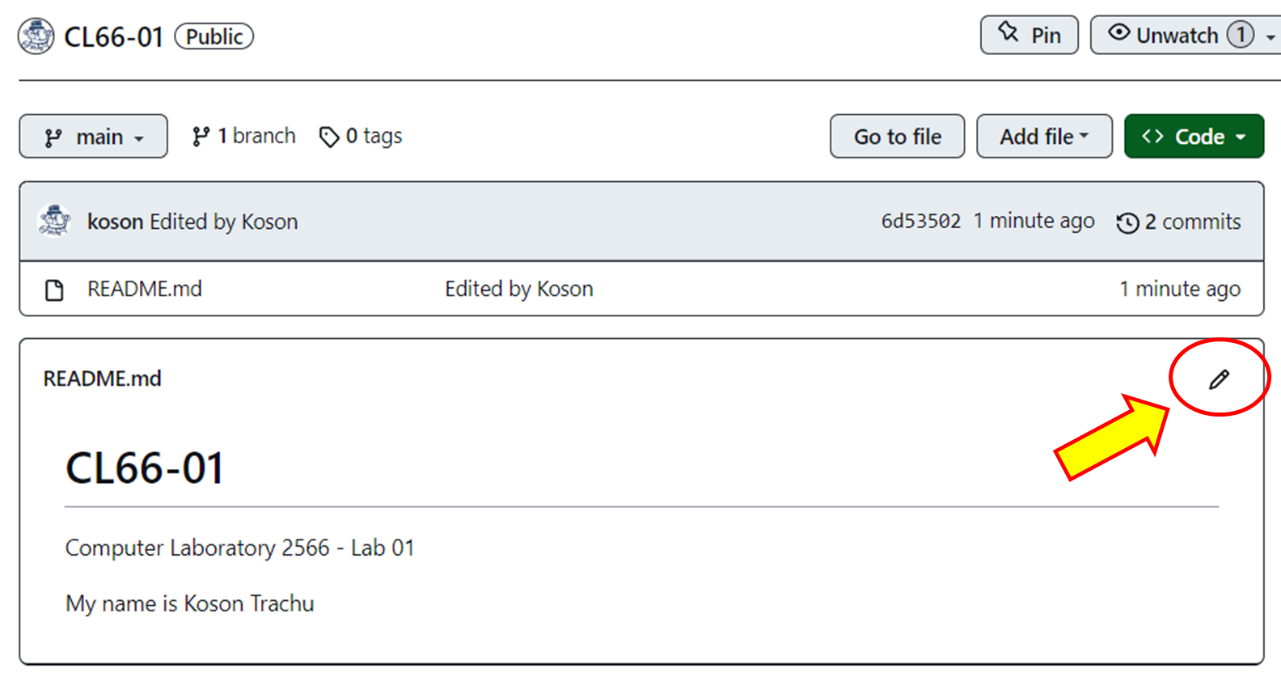 CL66-01 Public Pin Unwatch 1
main 1 branch 0 tags Go to file Add file <> Code
koson Edited by Koson 6d53502 1 minute ago 2 commits
README.md Edited by Koson 1 minute ago
README.md
CL66-01
Computer Laboratory 2566 - Lab 01
My name is Koson Trachu